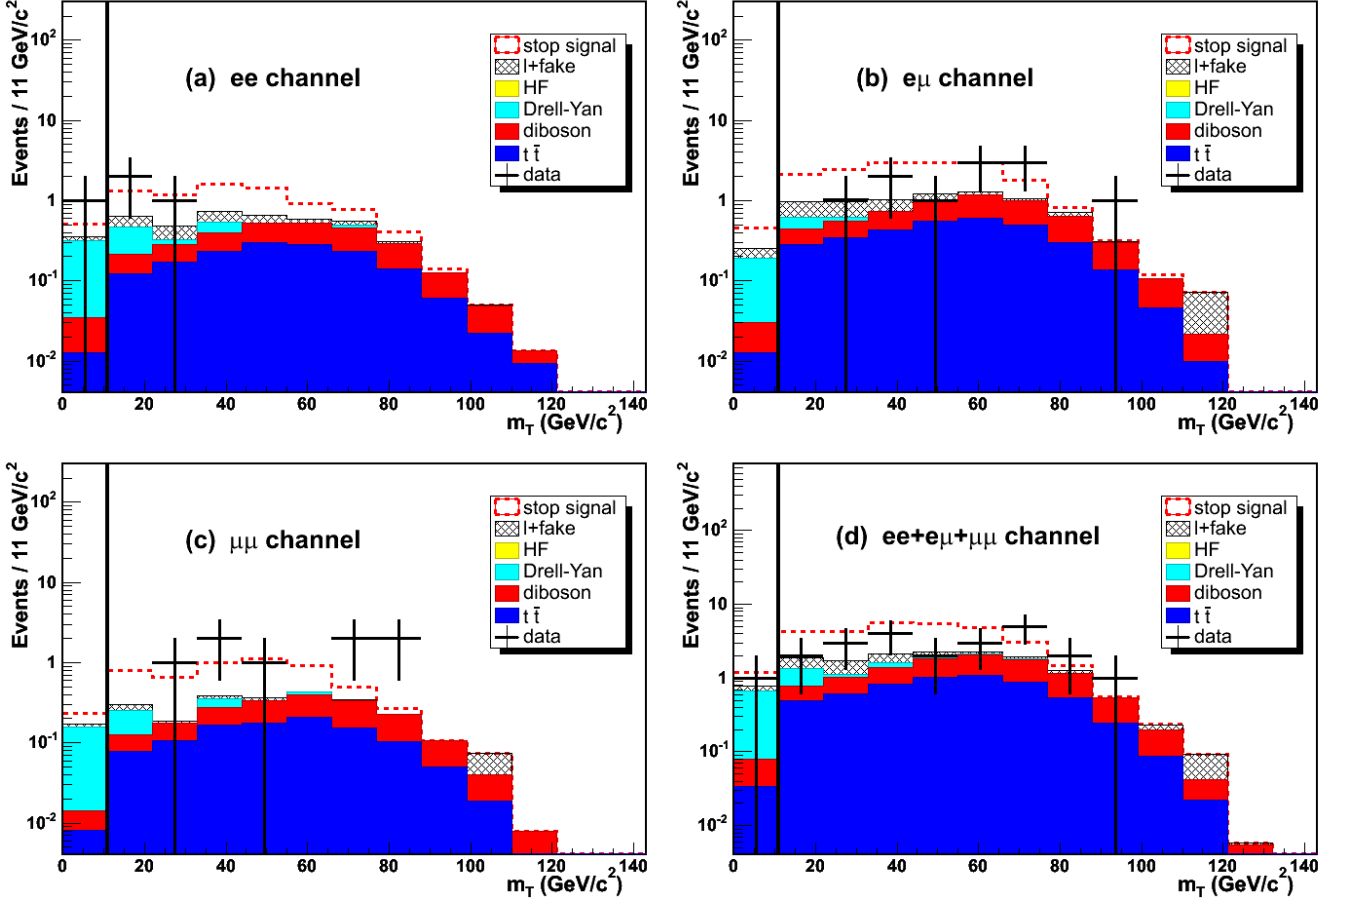 Events / 11 GeV/c²
10²
10
1
10⁻¹
10⁻²
(a) ee channel
stop signal
l+fake
HF
Drell-Yan
diboson
t t̄
data
0 20 40 60 80 100 120 140
m_T (GeV/c²)
Events / 11 GeV/c²
10²
10
1
10⁻¹
10⁻²
(b) eμ channel
stop signal
l+fake
HF
Drell-Yan
diboson
t t̄
data
0 20 40 60 80 100 120 140
m_T (GeV/c²)
Events / 11 GeV/c²
10²
10
1
10⁻¹
10⁻²
(c) μμ channel
stop signal
l+fake
HF
Drell-Yan
diboson
t t̄
data
0 20 40 60 80 100 120 140
m_T (GeV/c²)
Events / 11 GeV/c²
10²
10
1
10⁻¹
10⁻²
(d) ee+eμ+μμ channel
stop signal
l+fake
HF
Drell-Yan
diboson
t t̄
data
0 20 40 60 80 100 120 140
m_T (GeV/c²)